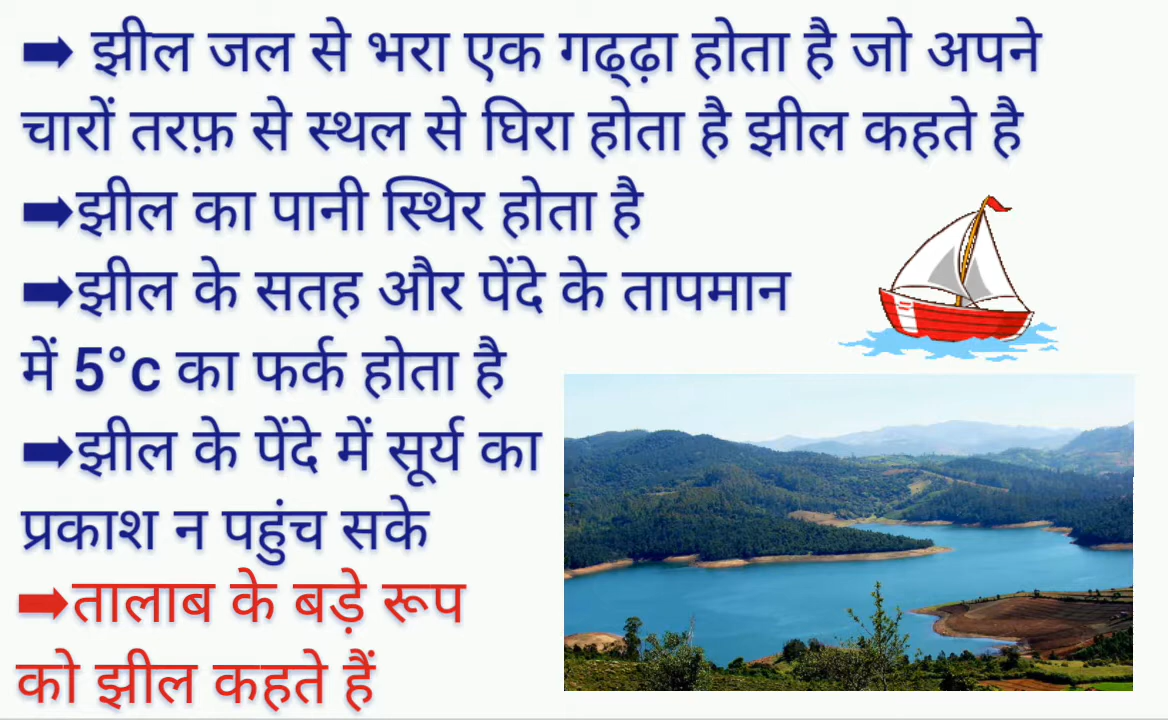 ➡ झील जल से भरा एक गढ्ढ़ा होता है जो अपने
चारों तरफ़ से स्थल से घिरा होता है झील कहते है
➡झील का पानी स्थिर होता है
➡झील के सतह और पेंदे के तापमान
में 5°c का फर्क होता है
➡झील के पेंदे में सूर्य का
प्रकाश न पहुंच सके
➡तालाब के बड़े रूप
को झील कहते हैं